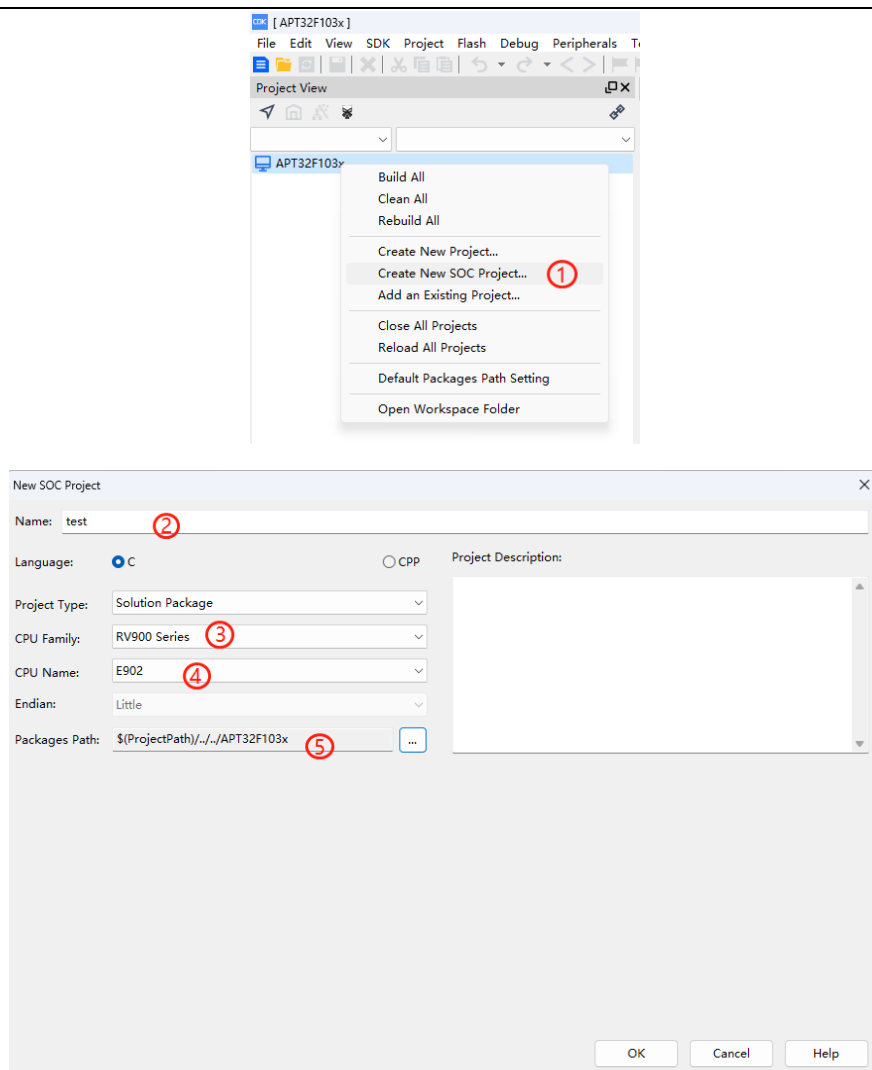 CDK [ APT32F103x ]
File Edit View SDK Project Flash Debug Peripherals
Project View
APT32F103x
Build All
Clean All
Rebuild All
Create New Project...
Create New SOC Project... ①
Add an Existing Project...
Close All Projects
Reload All Projects
Default Packages Path Setting
Open Workspace Folder
New SOC Project
Name: test ②
Language: C CPP Project Description:
Project Type: Solution Package
CPU Family: RV900 Series ③
CPU Name: E902 ④
Endian: Little
Packages Path: $(ProjectPath)/../../APT32F103x ⑤ ...
OK Cancel Help